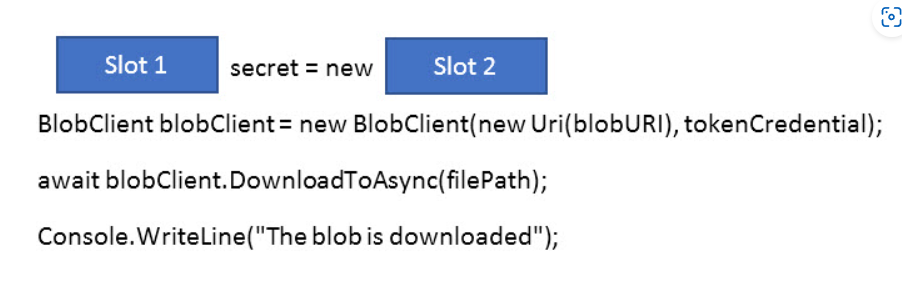 Slot 1 secret = new Slot 2
BlobClient blobClient = new BlobClient(new Uri(blobURI), tokenCredential);
await blobClient.DownloadToAsync(filePath);
Console.WriteLine("The blob is downloaded");